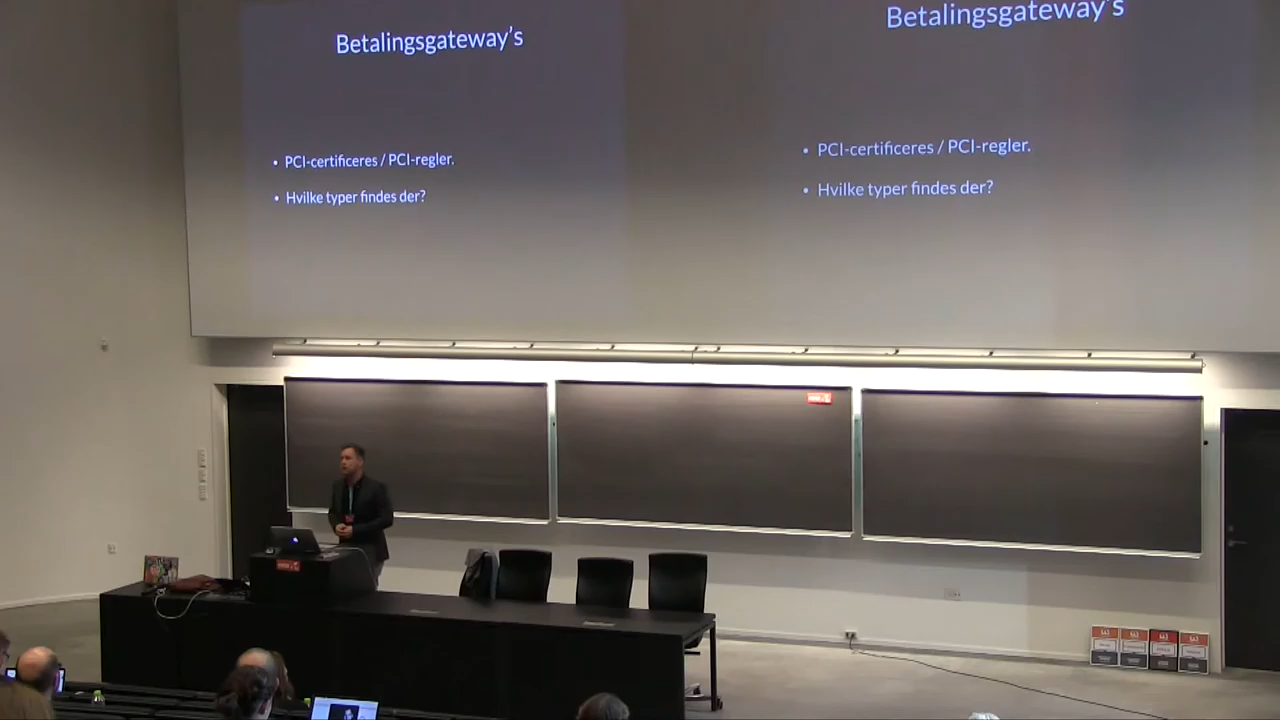 Betalingsgateway's
• PCI-certificeres / PCI-regler.
• Hvilke typer findes der?
Betalingsgateway's
• PCI-certificeres / PCI-regler.
• Hvilke typer findes der?